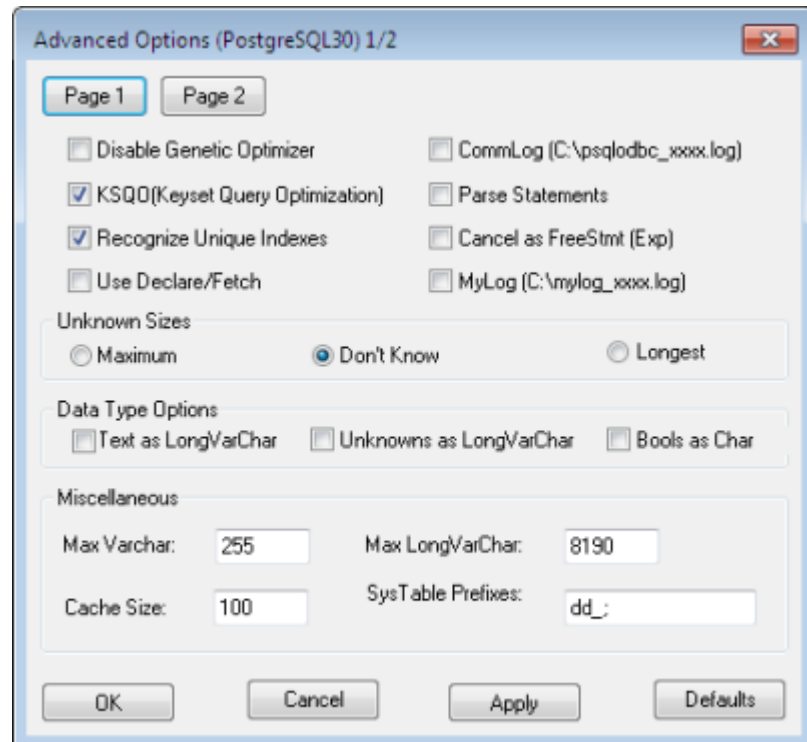 Advanced Options (PostgreSQL30) 1/2
Page 1 Page 2
Disable Genetic Optimizer CommLog (C:\psqlodbc_xxxx.log)
KSQO(Keyset Query Optimization) Parse Statements
Recognize Unique Indexes Cancel as FreeStmt (Exp)
Use Declare/Fetch MyLog (C:\mylog_xxxx.log)
Unknown Sizes
Maximum Don't Know Longest
Data Type Options
Text as LongVarChar Unknowns as LongVarChar Bools as Char
Miscellaneous
Max Varchar: 255 Max LongVarChar: 8190
Cache Size: 100 SysTable Prefixes: dd_;
OK Cancel Apply Defaults